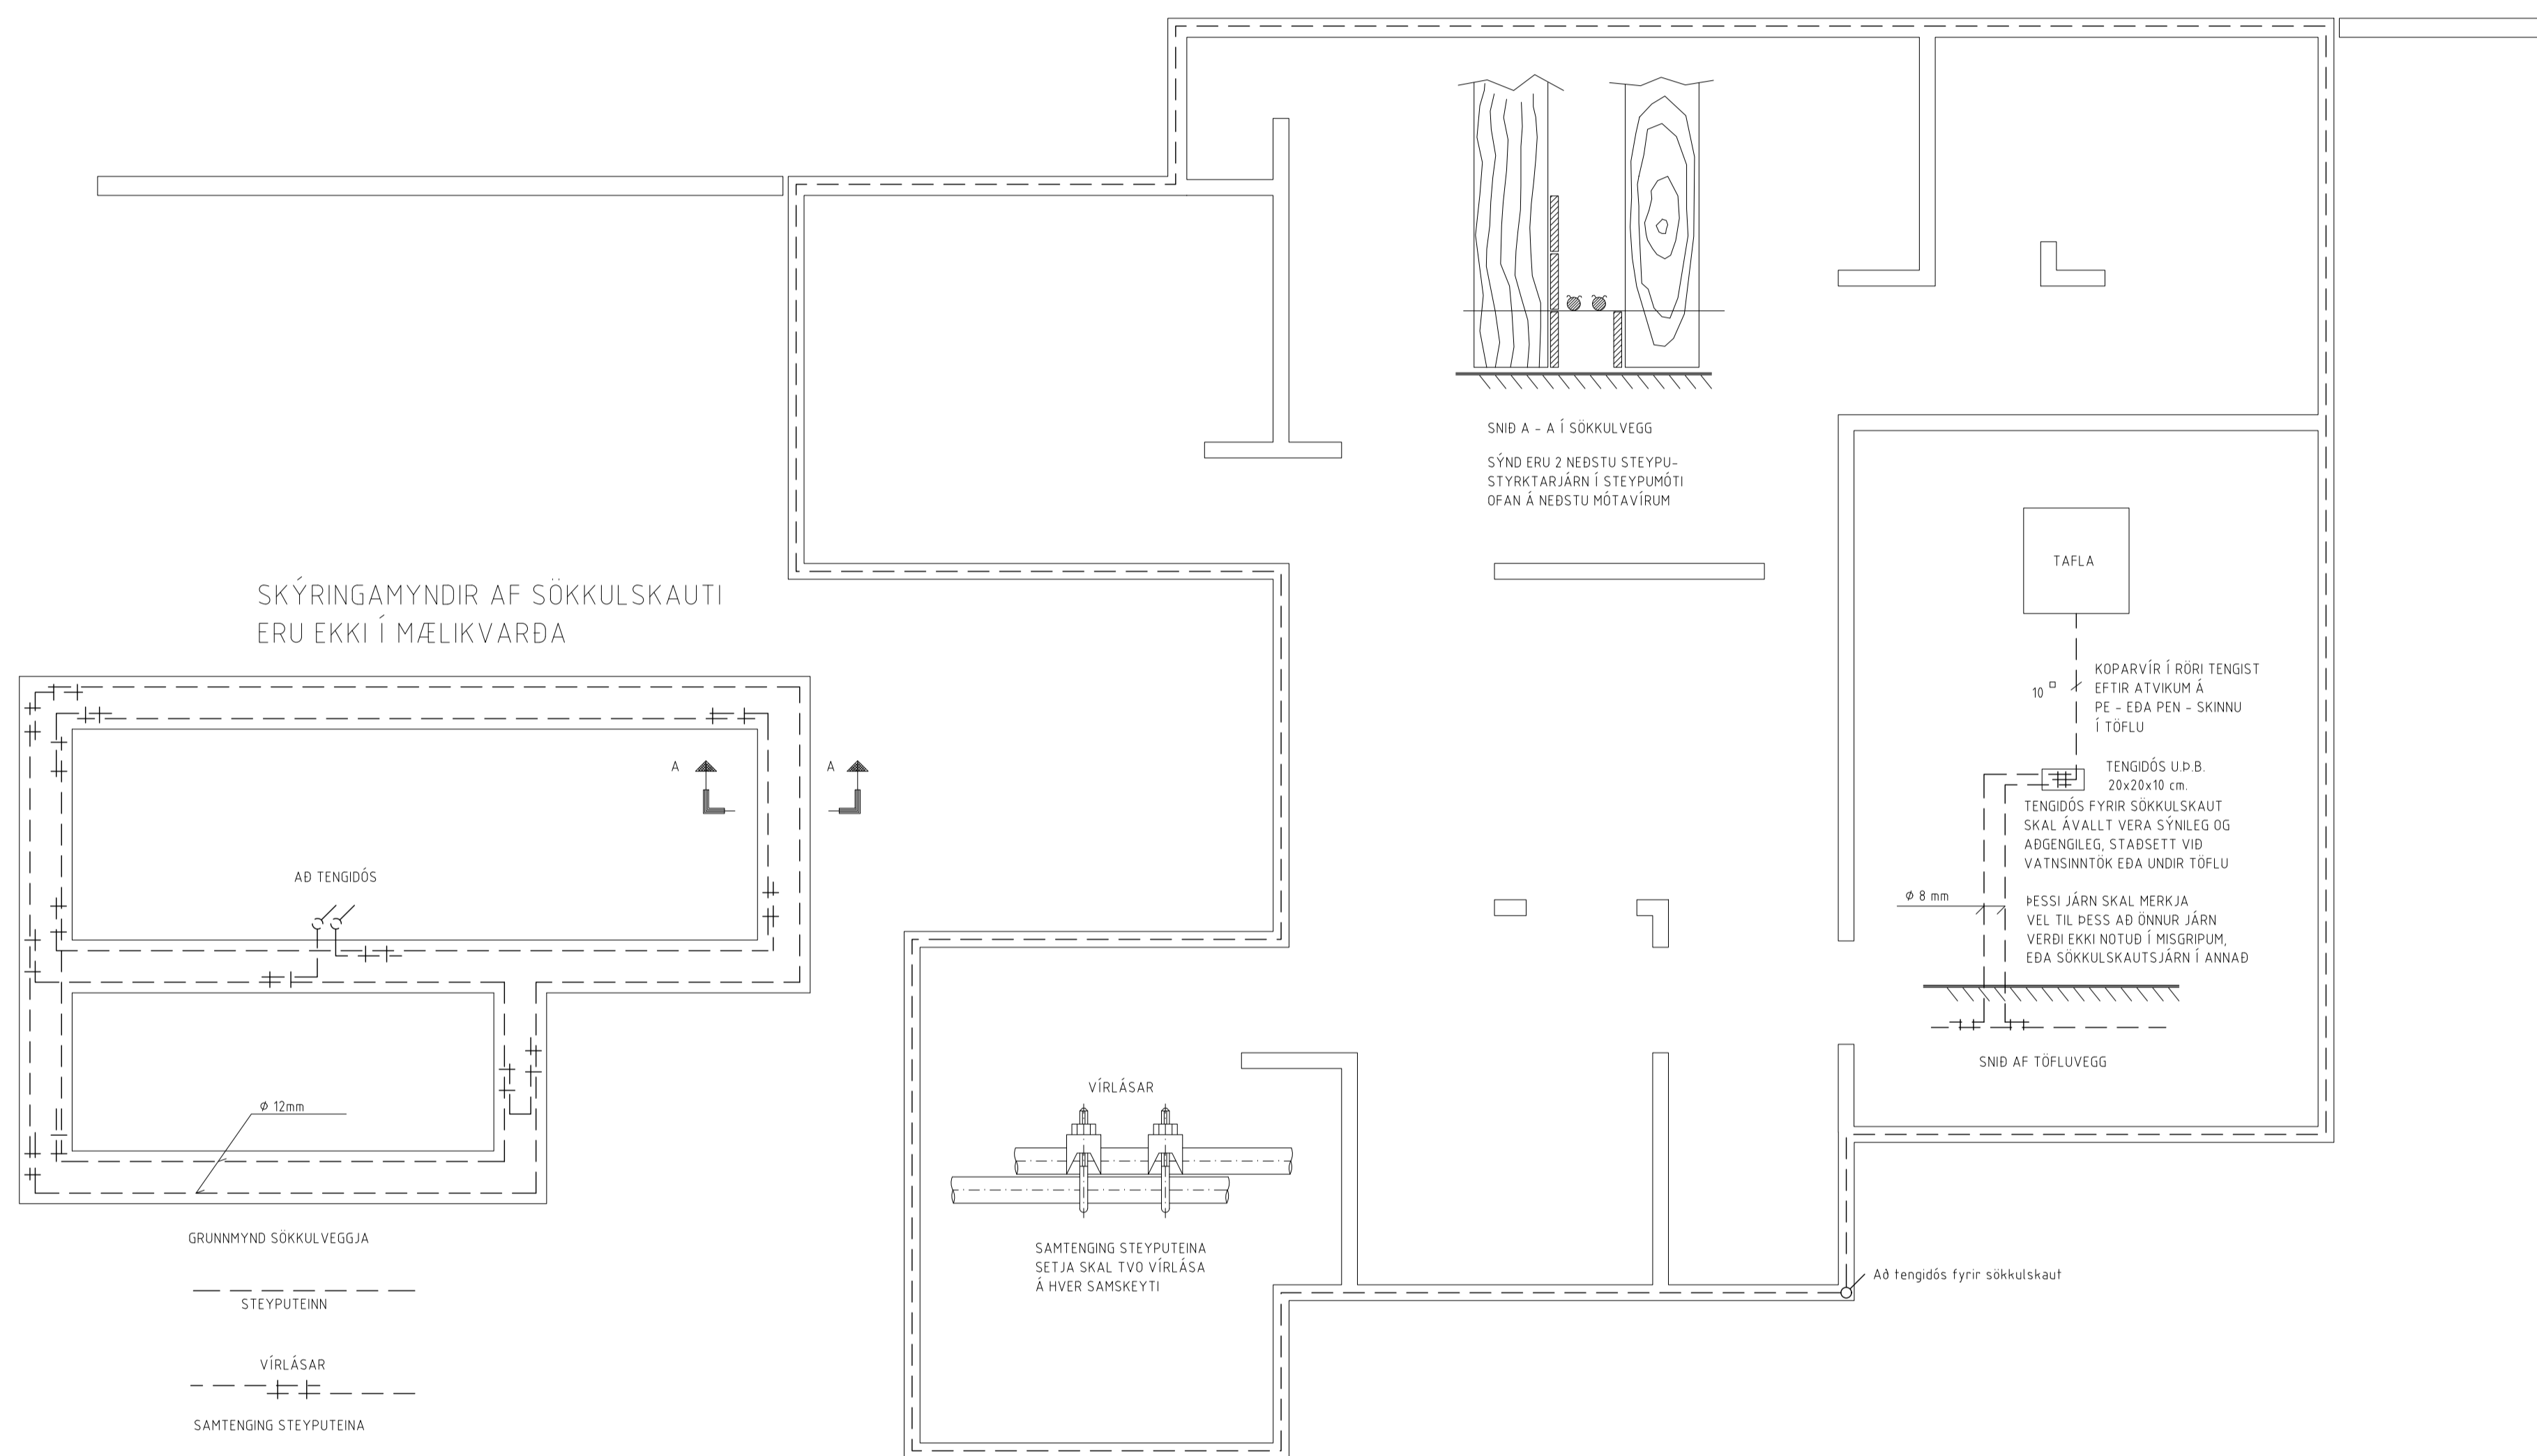 SNIÐ A - A Í SÖKKULVEGG
SÝND ERU 2 NEÐSTU STEYPU-
STYRKTARJÁRN Í STEYPUMÓTI
OFAN Á NEÐSTU MÓTAVÍRUM
SKÝRINGAMYNDIR AF SÖKKULSKAUTI
ERU EKKI Í MÆLIKVARÐA
A
A
AÐ TENGIDÓS
Φ 12mm
GRUNNMYND SÖKKULVEGGJA
STEYPUTEINN
VÍRLÁSAR
SAMTENGING STEYPUTEINA
VÍRLÁSAR
SAMTENGING STEYPUTEINA
SETJA SKAL TVO VÍRLÁSA
Á HVER SAMSKEYTI
TAFLA
10 □
KOPARVÍR Í RÖRI TENGIST
EFTIR ATVIKUM Á
PE - EÐA PEN - SKINNU
Í TÖFLU
TENGIDÓS U.Þ.B.
20x20x10 cm.
TENGIDÓS FYRIR SÖKKULSKAUT
SKAL ÁVALLT VERA SÝNILEG OG
AÐGENGILEG, STAÐSETT VIÐ
VATNSINNTÖK EÐA UNDIR TÖFLU
Φ 8 mm
ÞESSI JÁRN SKAL MERKJA
VEL TIL ÞESS AÐ ÖNNUR JÁRN
VERÐI EKKI NOTUÐ Í MISGRIPUM,
EÐA SÖKKULSKAUTSJÁRN Í ANNAÐ
SNIÐ AF TÖFLUVEGG
Að tengidós fyrir sökkulskaut